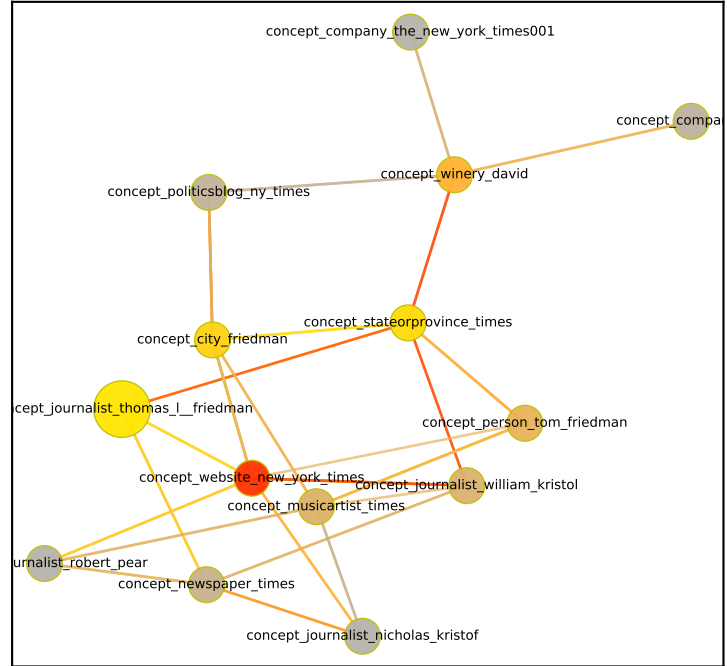 concept_company_the_new_york_times001
concept_compa
concept_winery_david
concept_politicsblog_ny_times
concept_stateorprovince_times
concept_city_friedman
cept_journalist_thomas_l__friedman
concept_person_tom_friedman
concept_website_new_york_times
concept_journalist_william_kristol
concept_musicartist_times
urnalist_robert_pear
concept_newspaper_times
concept_journalist_nicholas_kristof